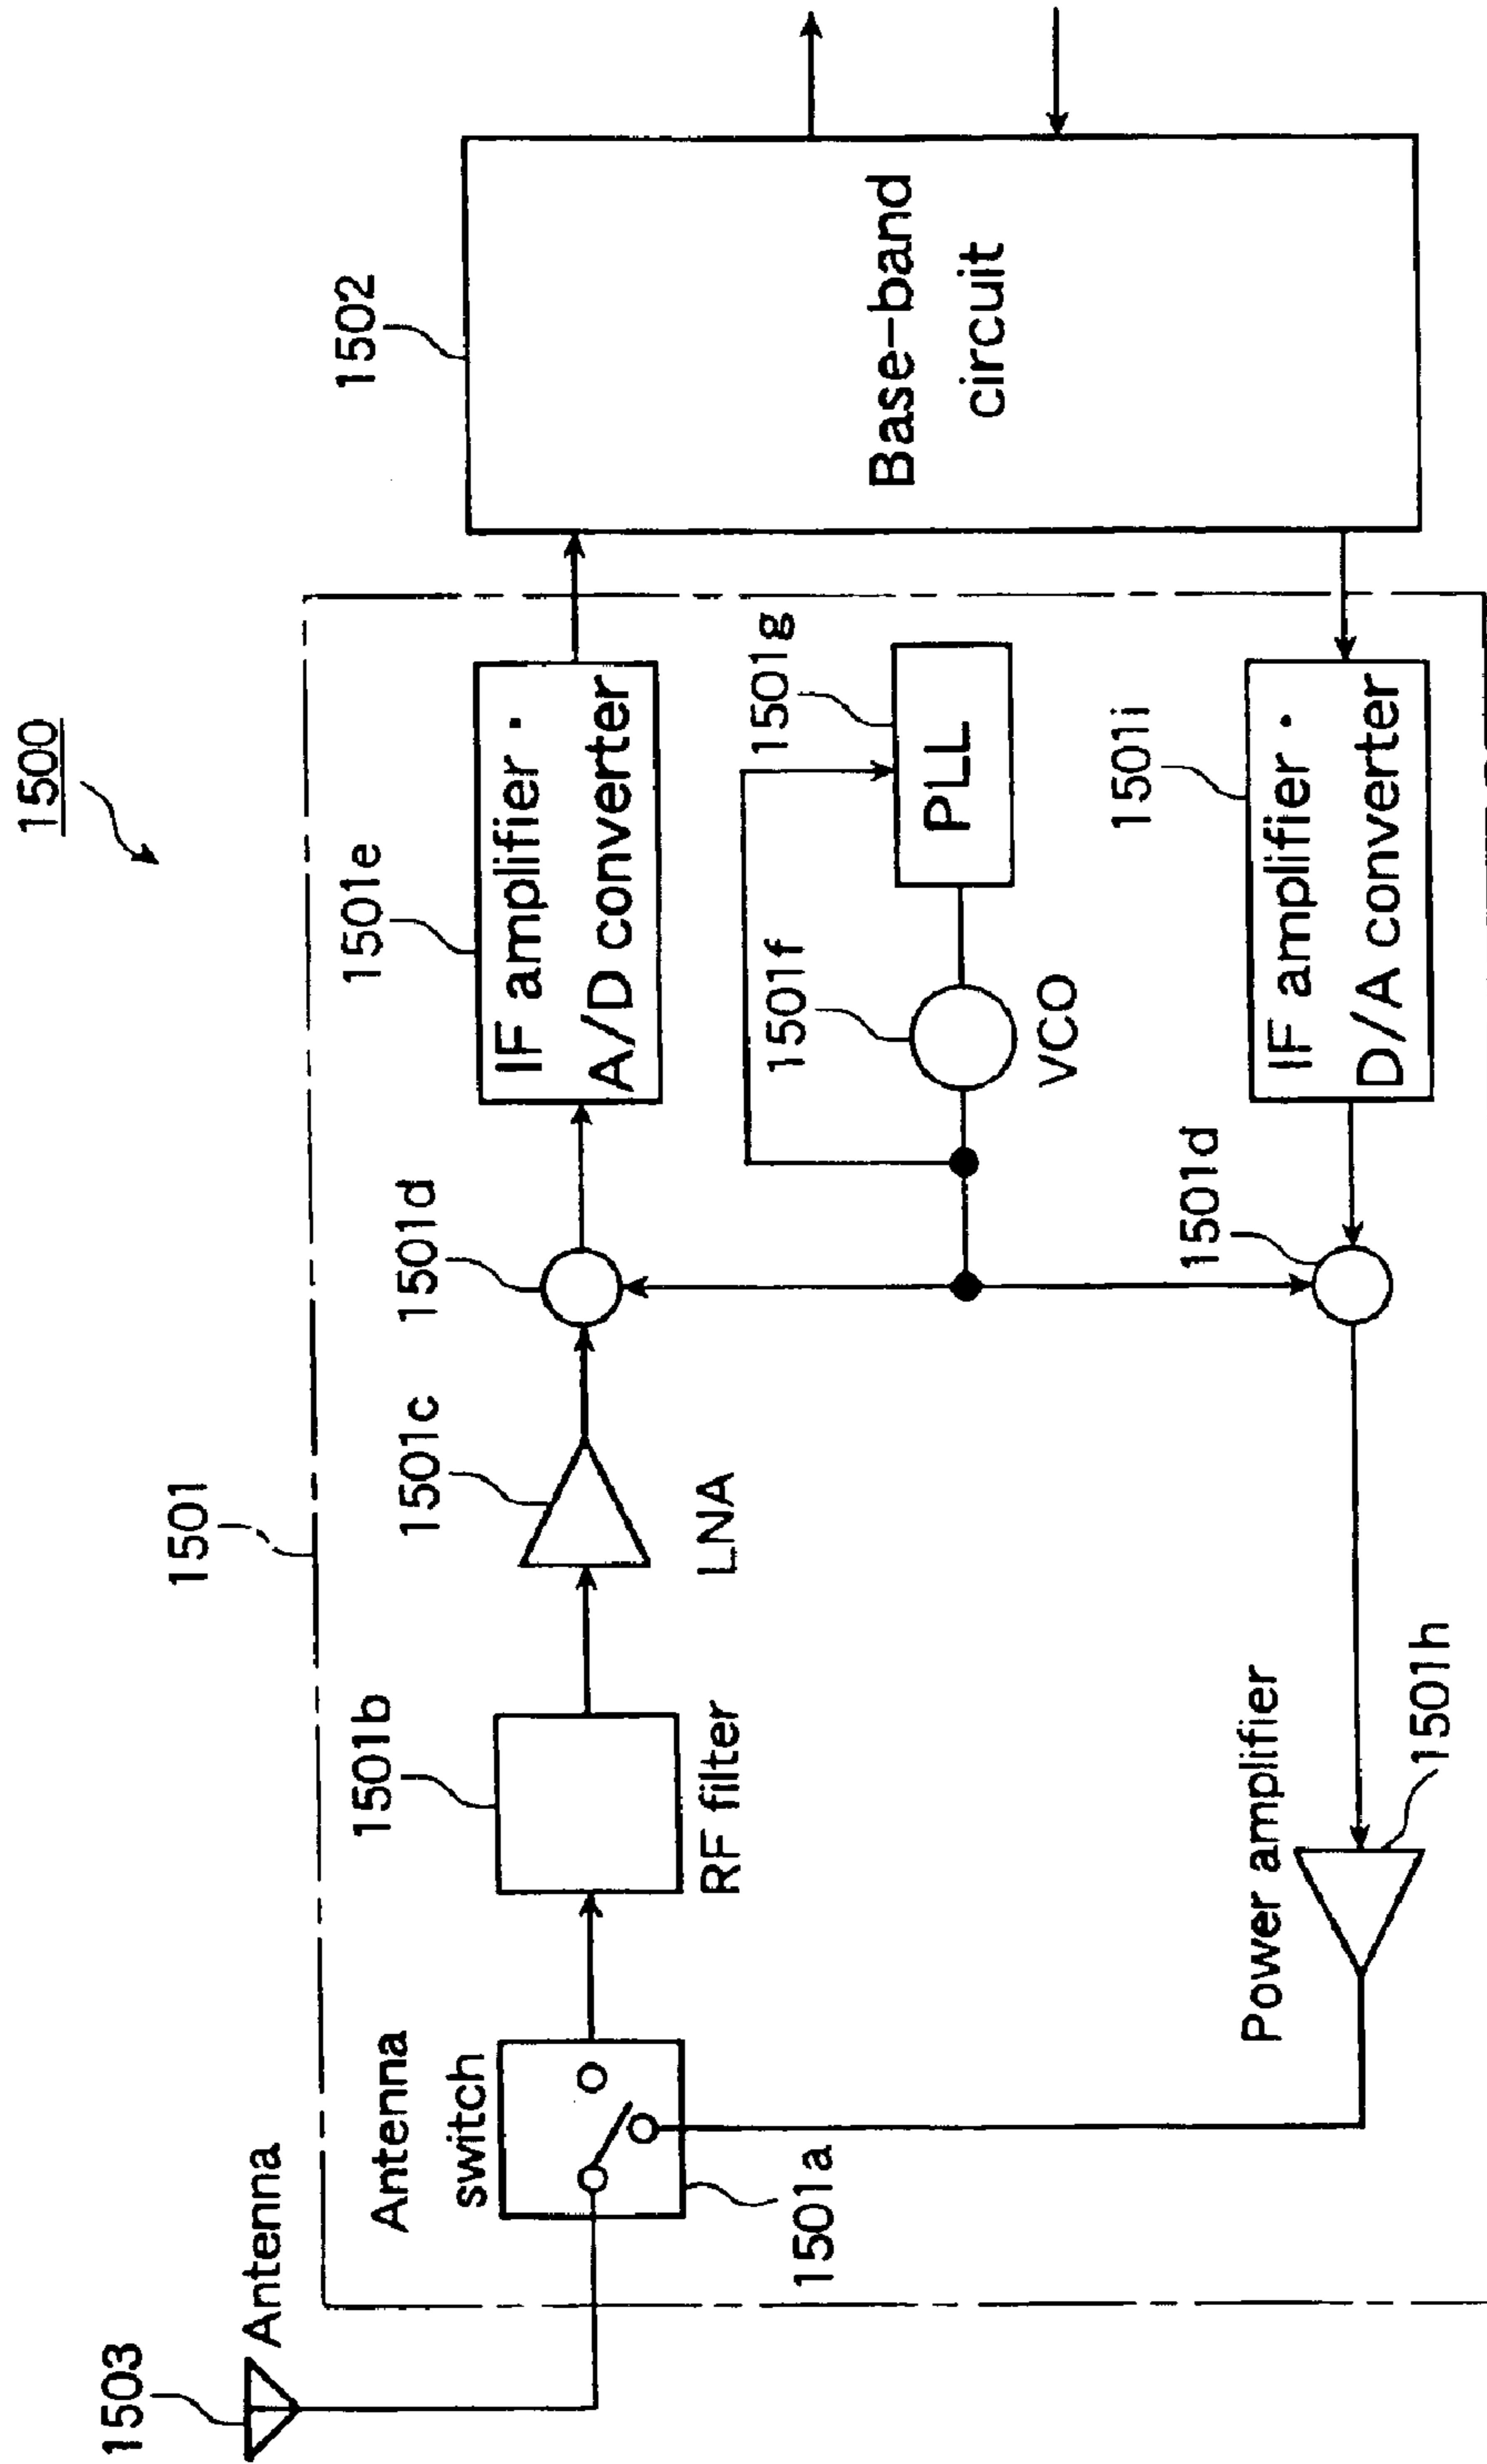 1500
1501
1502
1503
Antenna
Antenna
switch
1501a
1501b
RF filter
1501c
LNA
1501d
1501e
IF amplifier ·
A/D converter
1501f
VCO
1501g
PLL
1501d
1501i
IF amplifier ·
D/A converter
Power amplifier
1501h
Base-band
circuit